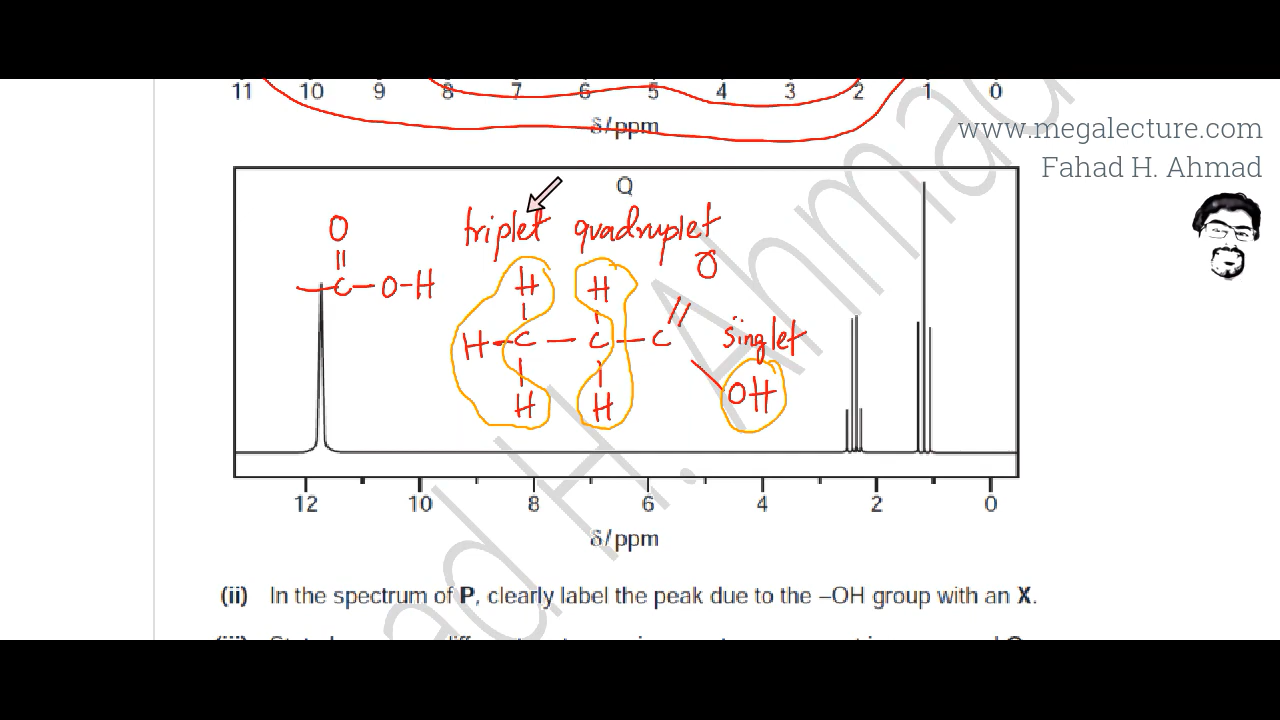 11 10 9 8 7 6 5 4 3 2 1 0
δ/ppm
www.megalecture.com
Fahad H. Ahmad
Q
triplet quadruplet
O
O
H H
C O-H
singlet
H C C C
OH
H H
12 10 8 6 4 2 0
δ/ppm
(ii) In the spectrum of P, clearly label the peak due to the –OH group with an X.
ad H. Ahmad